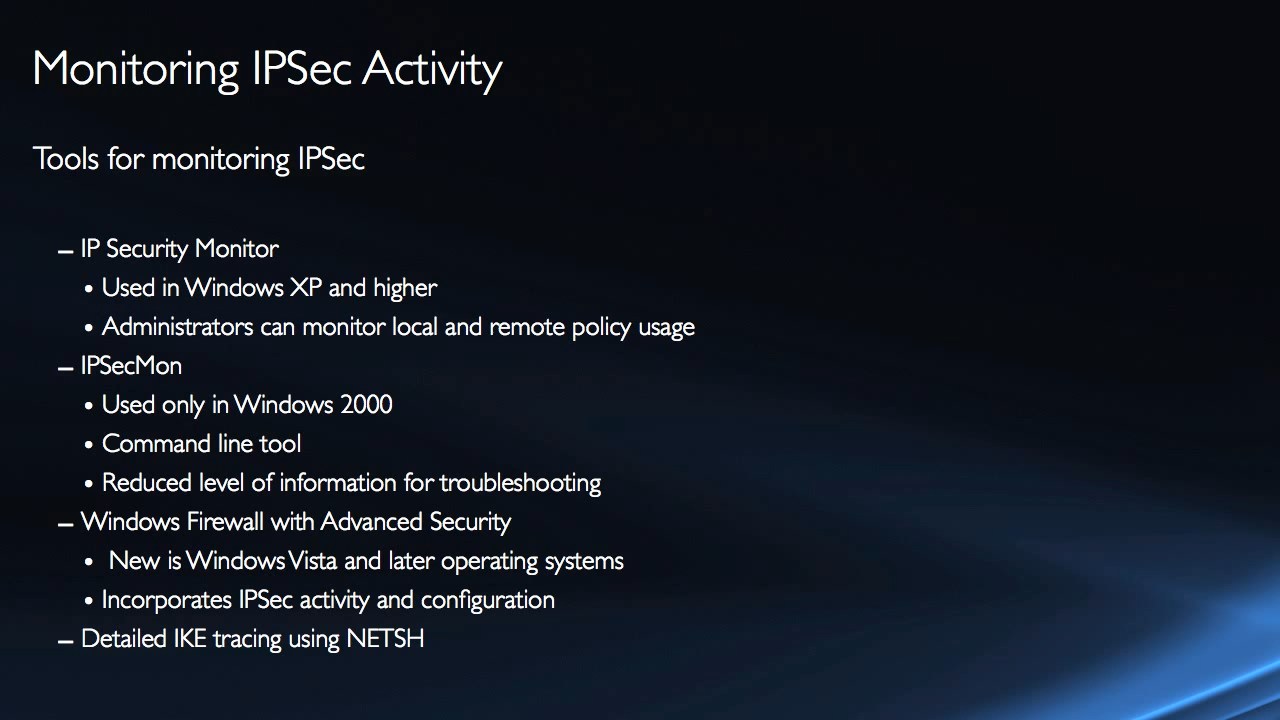 Monitoring IPSec Activity
Tools for monitoring IPSec
– IP Security Monitor
• Used in Windows XP and higher
• Administrators can monitor local and remote policy usage
– IPSecMon
• Used only in Windows 2000
• Command line tool
• Reduced level of information for troubleshooting
– Windows Firewall with Advanced Security
• New is Windows Vista and later operating systems
• Incorporates IPSec activity and configuration
– Detailed IKE tracing using NETSH